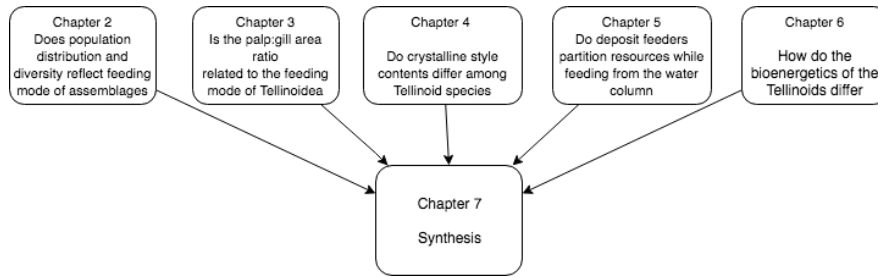 Chapter 2
Does population
distribution and
diversity reflect feeding
mode of assemblages
Chapter 3
Is the palp:gill area
ratio
related to the feeding
mode of Tellinoidea
Chapter 4
Do crystalline style
contents differ among
Tellinoid species
Chapter 5
Do deposit feeders
partition resources while
feeding from the water
column
Chapter 6
How do the
bioenergetics of the
Tellinoids differ
Chapter 7
Synthesis